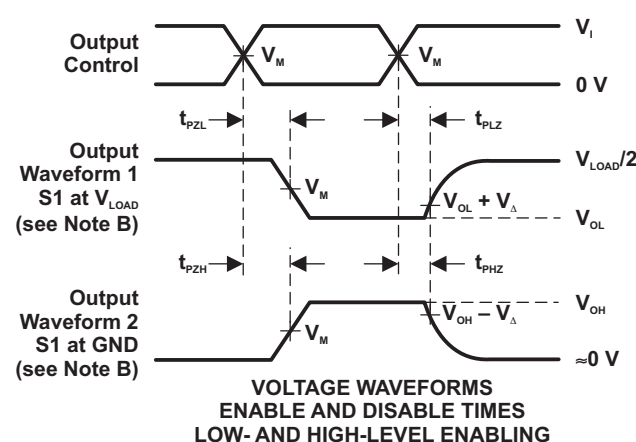 Output
Control
V_M
V_M
V_I
0 V
t_PZL
t_PLZ
Output
Waveform 1
S1 at V_LOAD
(see Note B)
V_M
V_OL + V_Δ
V_LOAD/2
V_OL
t_PZH
t_PHZ
Output
Waveform 2
S1 at GND
(see Note B)
V_M
V_OH – V_Δ
V_OH
≈0 V
VOLTAGE WAVEFORMS
ENABLE AND DISABLE TIMES
LOW- AND HIGH-LEVEL ENABLING